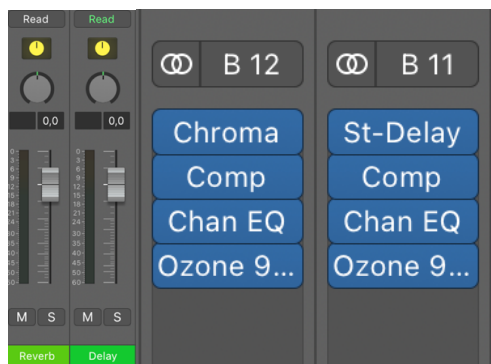 Read Read
B 12 B 11
0,0 0,0
Chroma St-Delay
Comp Comp
Chan EQ Chan EQ
Ozone 9... Ozone 9...
M S M S
Reverb Delay